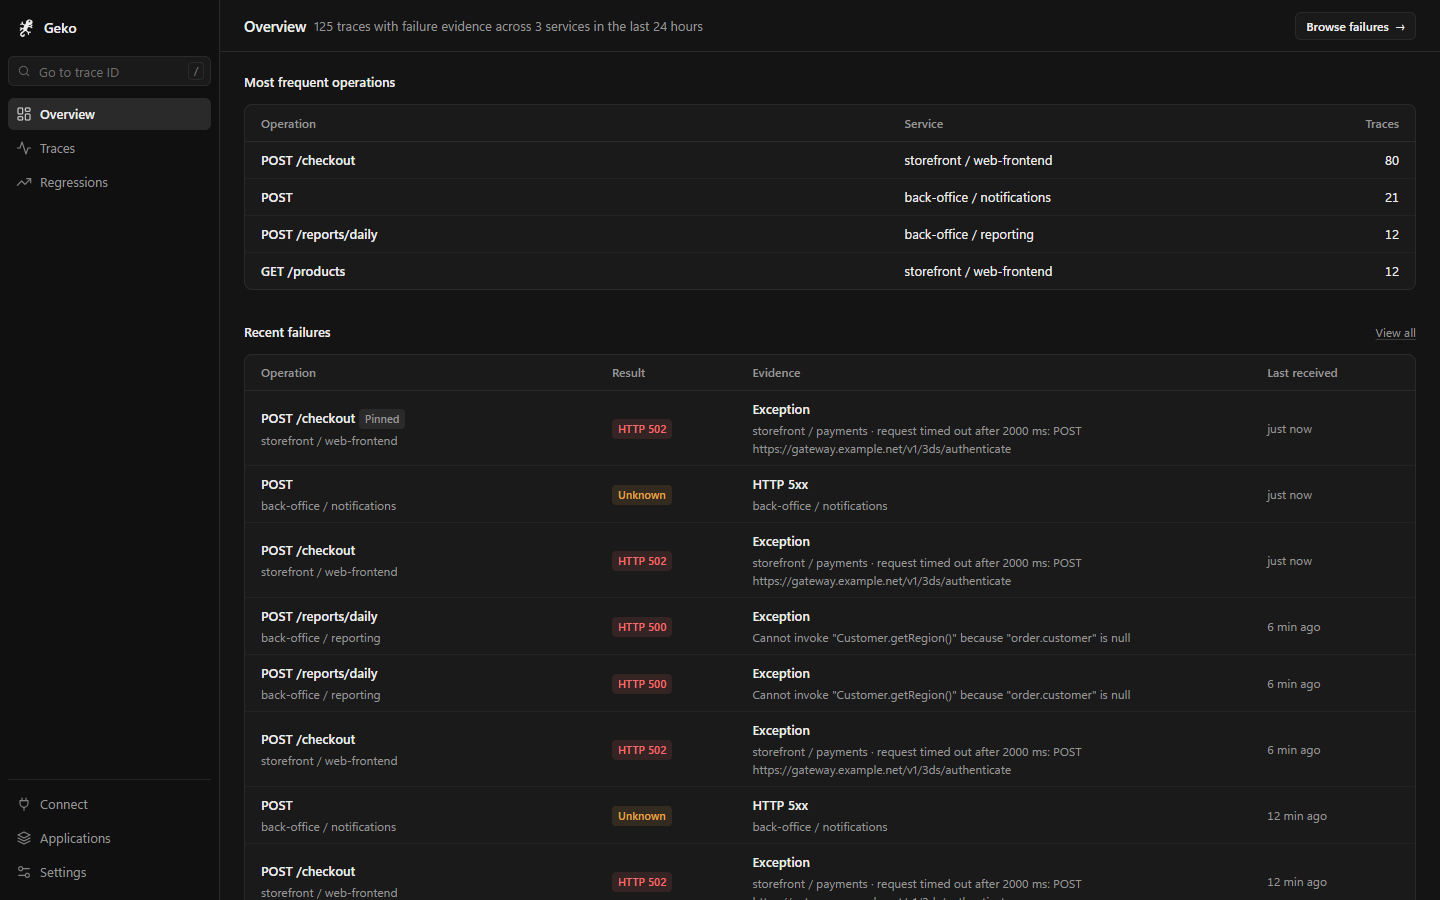 Geko
Go to trace ID /
Overview
Traces
Regressions
Connect
Applications
Settings
Overview 125 traces with failure evidence across 3 services in the last 24 hours
Browse failures →
Most frequent operations
Operation Service Traces
POST /checkout storefront / web-frontend 80
POST back-office / notifications 21
POST /reports/daily back-office / reporting 12
GET /products storefront / web-frontend 12
Recent failures View all
Operation Result Evidence Last received
POST /checkout Pinned
storefront / web-frontend
HTTP 502
Exception
storefront / payments · request timed out after 2000 ms: POST
https://gateway.example.net/v1/3ds/authenticate
just now
POST
back-office / notifications
Unknown
HTTP 5xx
back-office / notifications
just now
POST /checkout
storefront / web-frontend
HTTP 502
Exception
storefront / payments · request timed out after 2000 ms: POST
https://gateway.example.net/v1/3ds/authenticate
just now
POST /reports/daily
back-office / reporting
HTTP 500
Exception
Cannot invoke "Customer.getRegion()" because "order.customer" is null
6 min ago
POST /reports/daily
back-office / reporting
HTTP 500
Exception
Cannot invoke "Customer.getRegion()" because "order.customer" is null
6 min ago
POST /checkout
storefront / web-frontend
HTTP 502
Exception
storefront / payments · request timed out after 2000 ms: POST
https://gateway.example.net/v1/3ds/authenticate
6 min ago
POST
back-office / notifications
Unknown
HTTP 5xx
back-office / notifications
12 min ago
POST /checkout
storefront / web-frontend
HTTP 502
Exception
storefront / payments · request timed out after 2000 ms: POST
12 min ago